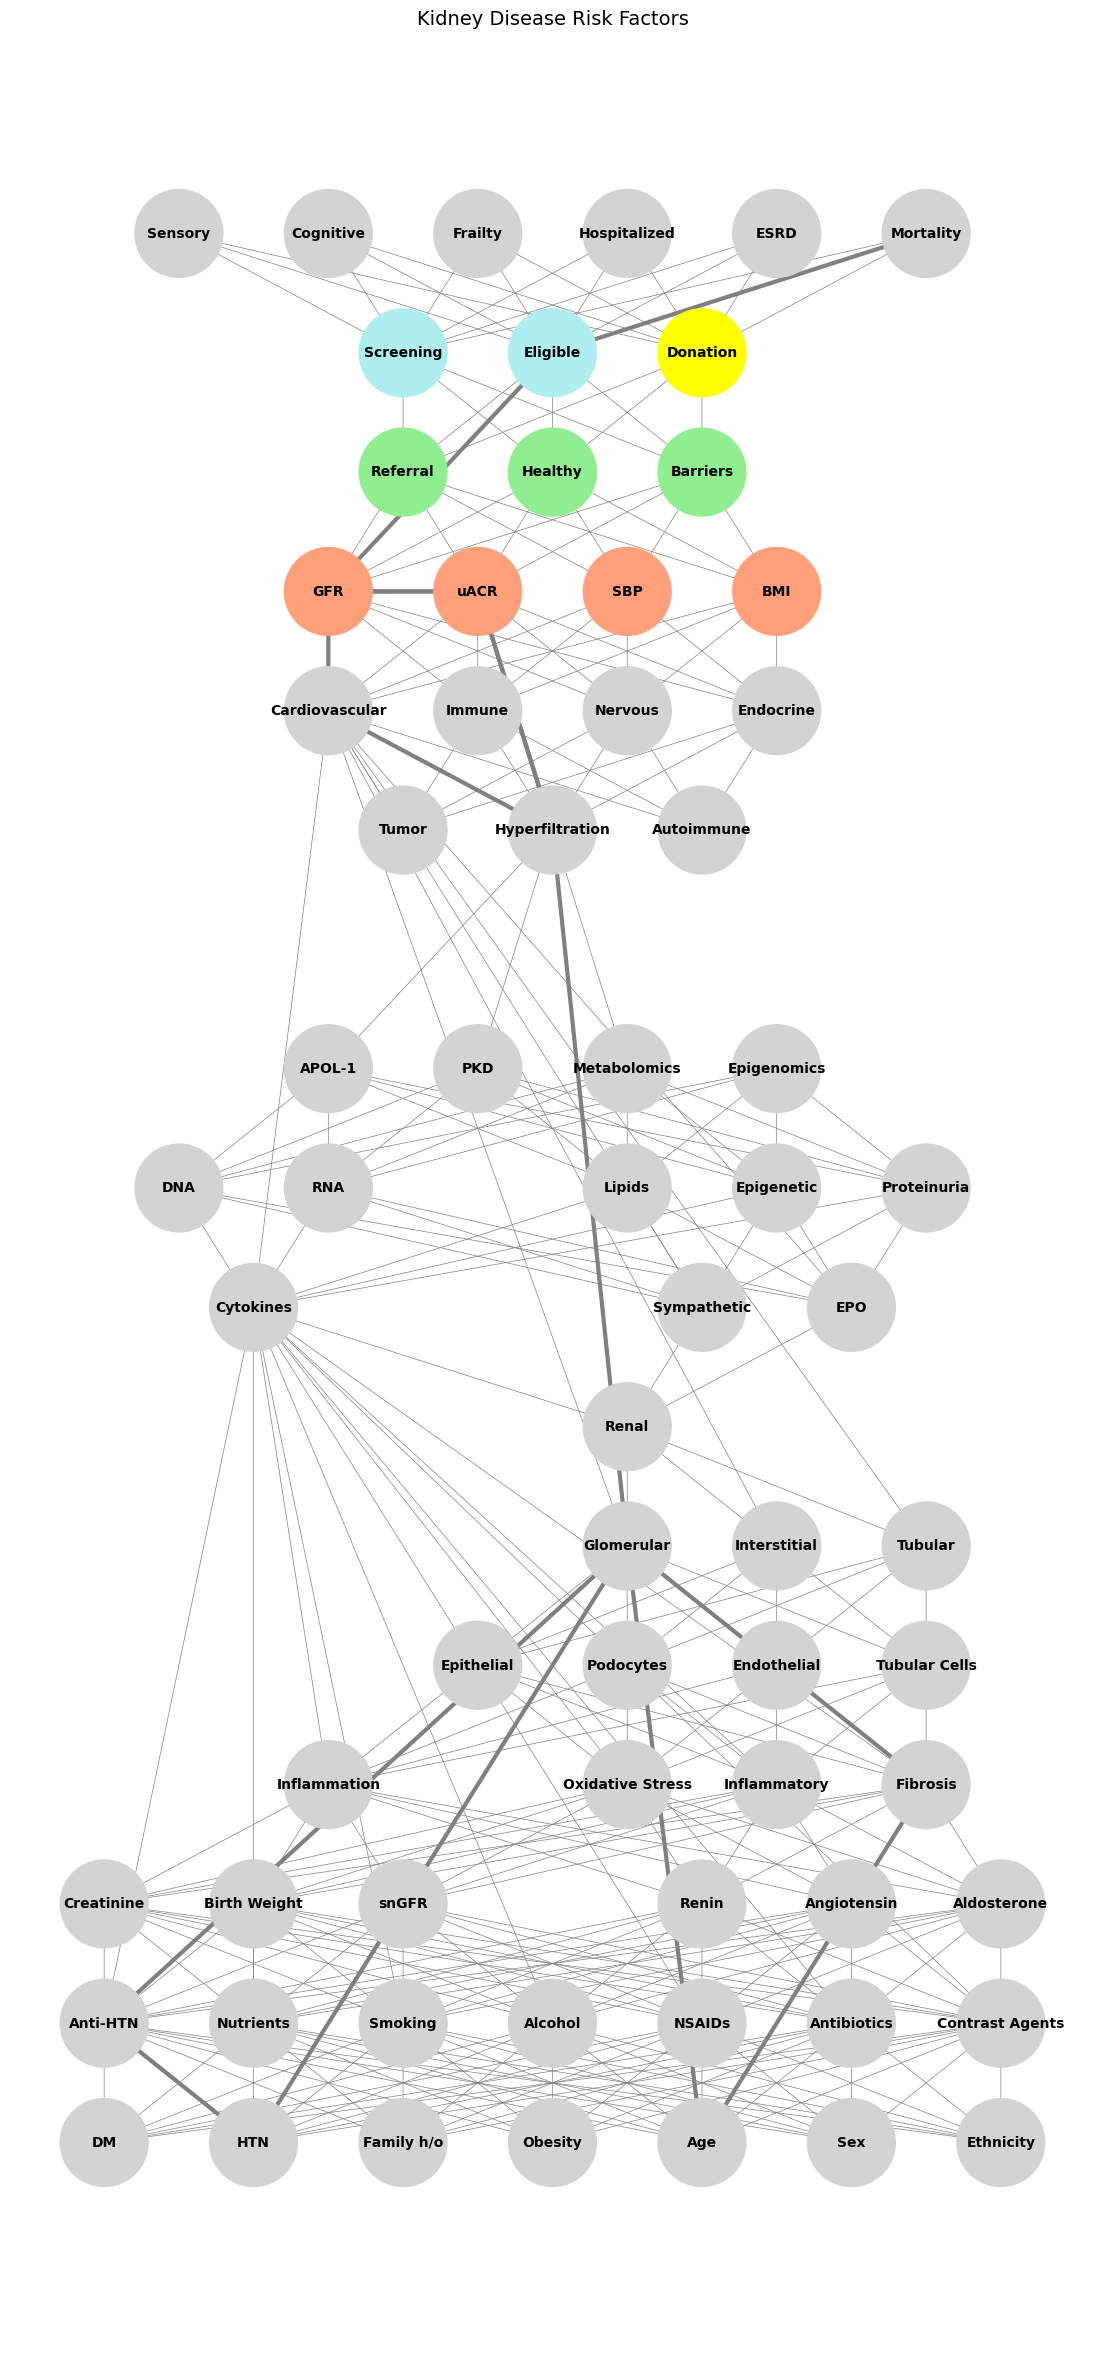 Kidney Disease Risk Factors
Sensory Cognitive Frailty Hospitalized ESRD Mortality
Screening Eligible Donation
Referral Healthy Barriers
GFR uACR SBP BMI
Cardiovascular Immune Nervous Endocrine
Tumor Hyperfiltration Autoimmune
APOL-1 PKD Metabolomics Epigenomics
DNA RNA Lipids Epigenetic Proteinuria
Cytokines Sympathetic EPO
Renal
Glomerular Interstitial Tubular
Epithelial Podocytes Endothelial Tubular Cells
Inflammation Oxidative Stress Inflammatory Fibrosis
Creatinine Birth Weight snGFR Renin Angiotensin Aldosterone
Anti-HTN Nutrients Smoking Alcohol NSAIDs Antibiotics Contrast Agents
DM HTN Family h/o Obesity Age Sex Ethnicity